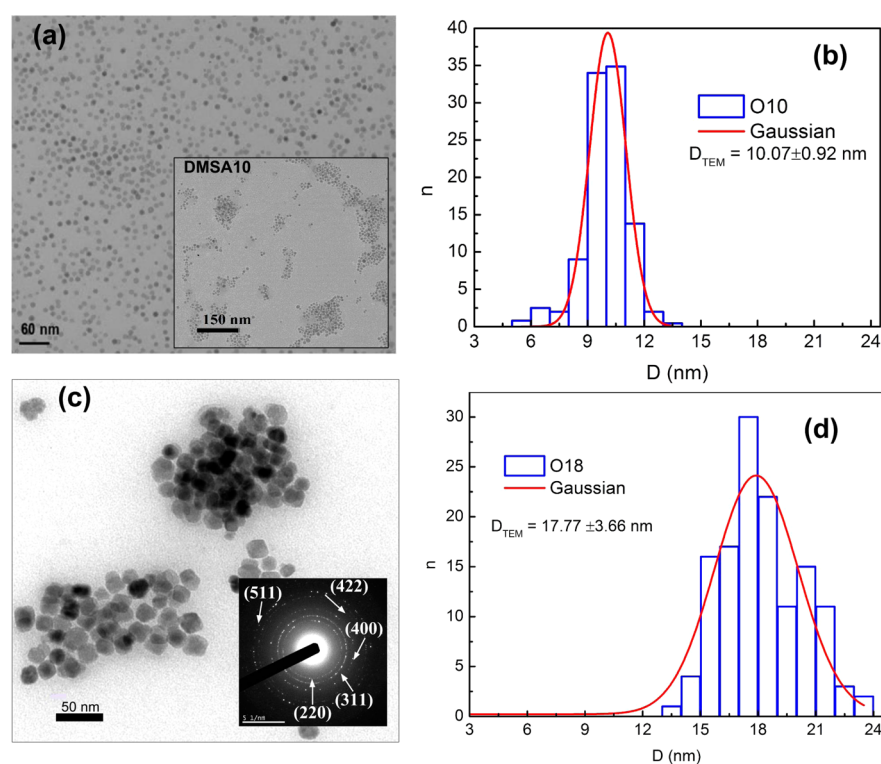 (a)
DMSA10
150 nm
60 nm
n
40
35
30
25
20
15
10
5
0
3 6 9 12 15 18 21 24
D (nm)
(b)
O10
Gaussian
D_TEM = 10.07±0.92 nm
(c)
50 nm
(511)
(422)
(400)
(311)
(220)
5 1/nm
n
30
25
20
15
10
5
0
3 6 9 12 15 18 21 24
D (nm)
(d)
O18
Gaussian
D_TEM = 17.77 ±3.66 nm